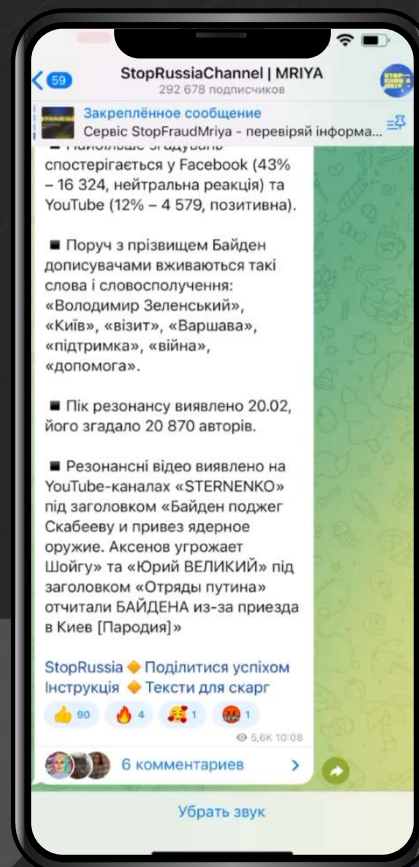 59
StopRussiaChannel | MRIYA
292 678 подписчиков
Закреплённое сообщение
Сервіс StopFraudMriya - перевіряй інформа...
спостерігається у Facebook (43%
– 16 324, нейтральна реакція) та
YouTube (12% – 4 579, позитивна).
◾ Поруч з прізвищем Байден
дописувачами вживаються такі
слова і словосполучення:
«Володимир Зеленський»,
«Київ», «візит», «Варшава»,
«підтримка», «війна»,
«допомога».
◾ Пік резонансу виявлено 20.02,
його згадало 20 870 авторів.
◾ Резонансні відео виявлено на
YouTube-каналах «STERNENKO»
під заголовком «Байден поджег
Скабееву и привез ядерное
оружие. Аксенов угрожает
Шойгу» та «Юрий ВЕЛИКИЙ» під
заголовком «Отряды путина»
отчитали БАЙДЕНА из-за приезда
в Киев [Пародия]»
StopRussia 🔸 Поділитися успіхом
Інструкція 🔸 Тексти для скарг
👍 90 🔥 4 🥰 1 🤬 1
5,6K 10:08
6 комментариев
Убрать звук